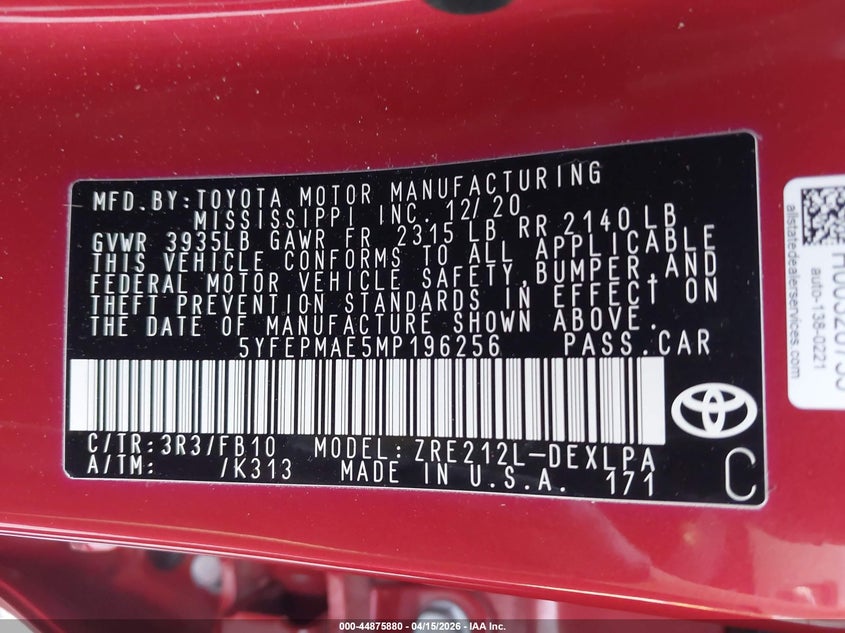 MFD.BY:TOYOTA MOTOR MANUFACTURING
MISSISSIPPI INC. 12/20
GVWR 3935LB GAWR FR 2315 LB RR 2140 LB
THIS VEHICLE CONFORMS TO ALL APPLICABLE
FEDERAL MOTOR VEHICLE SAFETY,BUMPER,AND
THEFT PREVENTION STANDARDS IN EFFECT ON
THE DATE OF MANUFACTURE SHOWN ABOVE.
5YFEPMAE5MP196256 PASS.CAR
C/TR:3R3/FB10 MODEL:ZRE212L-DEXLPA
A/TM: /K313 MADE IN U.S.A. 171
C
auto-138-0221
allstatedealerservices.com
000-44875880 - 04/15/2026 - IAA Inc.